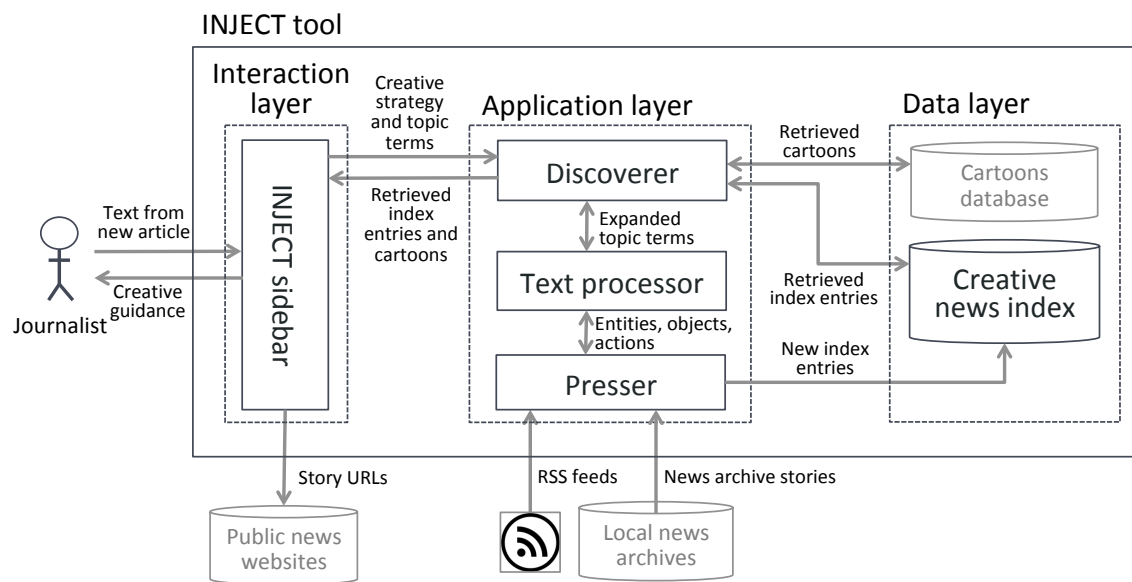 INJECT tool
Interaction
layer
Creative
strategy
and topic
terms
Application layer
Data layer
Retrieved
cartoons
Discoverer
Cartoons
database
INJECT sidebar
Text from
new article
Retrieved
index
entries and
cartoons
Expanded
topic terms
Creative
guidance
Journalist
Text processor
Retrieved
index entries
Creative
news index
Entities, objects,
actions
Presser
New index
entries
Story URLs
RSS feeds
News archive stories
Public news
websites
Local news
archives